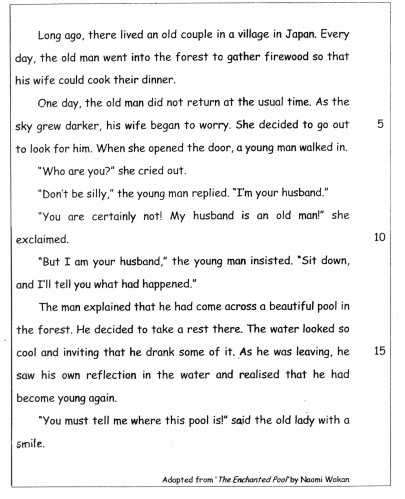 Long ago, there lived an old couple in a village in Japan. Every
day, the old man went into the forest to gather firewood so that
his wife could cook their dinner.
One day, the old man did not return at the usual time. As the
sky grew darker, his wife began to worry. She decided to go out 5
to look for him. When she opened the door, a young man walked in.
"Who are you?" she cried out.
"Don't be silly," the young man replied. "I'm your husband."
"You are certainly not! My husband is an old man!" she
exclaimed. 10
"But I am your husband," the young man insisted. "Sit down,
and I'll tell you what had happened."
The man explained that he had come across a beautiful pool in
the forest. He decided to take a rest there. The water looked so
cool and inviting that he drank some of it. As he was leaving, he 15
saw his own reflection in the water and realised that he had
become young again.
"You must tell me where this pool is!" said the old lady with a
smile.
Adapted from 'The Enchanted Pool' by Naomi Wakan